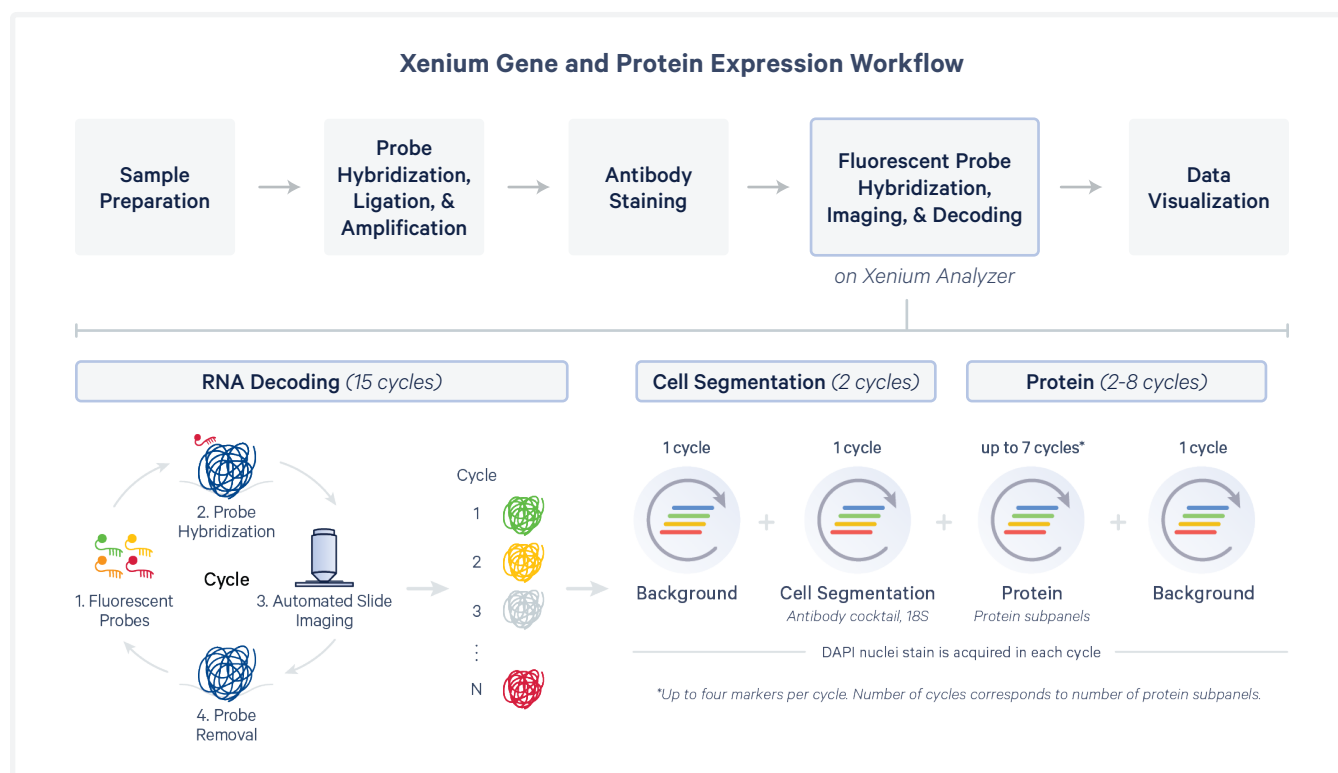 Xenium Gene and Protein Expression Workflow
Sample
Preparation
Probe
Hybridization,
Ligation, &
Amplification
Antibody
Staining
Fluorescent Probe
Hybridization,
Imaging, & Decoding
on Xenium Analyzer
Data
Visualization
RNA Decoding (15 cycles)
Cell Segmentation (2 cycles)
Protein (2-8 cycles)
2. Probe
Hybridization
1. Fluorescent
Probes
Cycle
3. Automated Slide
Imaging
4. Probe
Removal
Cycle
1
2
3
⋮
N
1 cycle
Background
1 cycle
Cell Segmentation
Antibody cocktail, 18S
up to 7 cycles*
Protein
Protein subpanels
1 cycle
Background
DAPI nuclei stain is acquired in each cycle
*Up to four markers per cycle. Number of cycles corresponds to number of protein subpanels.